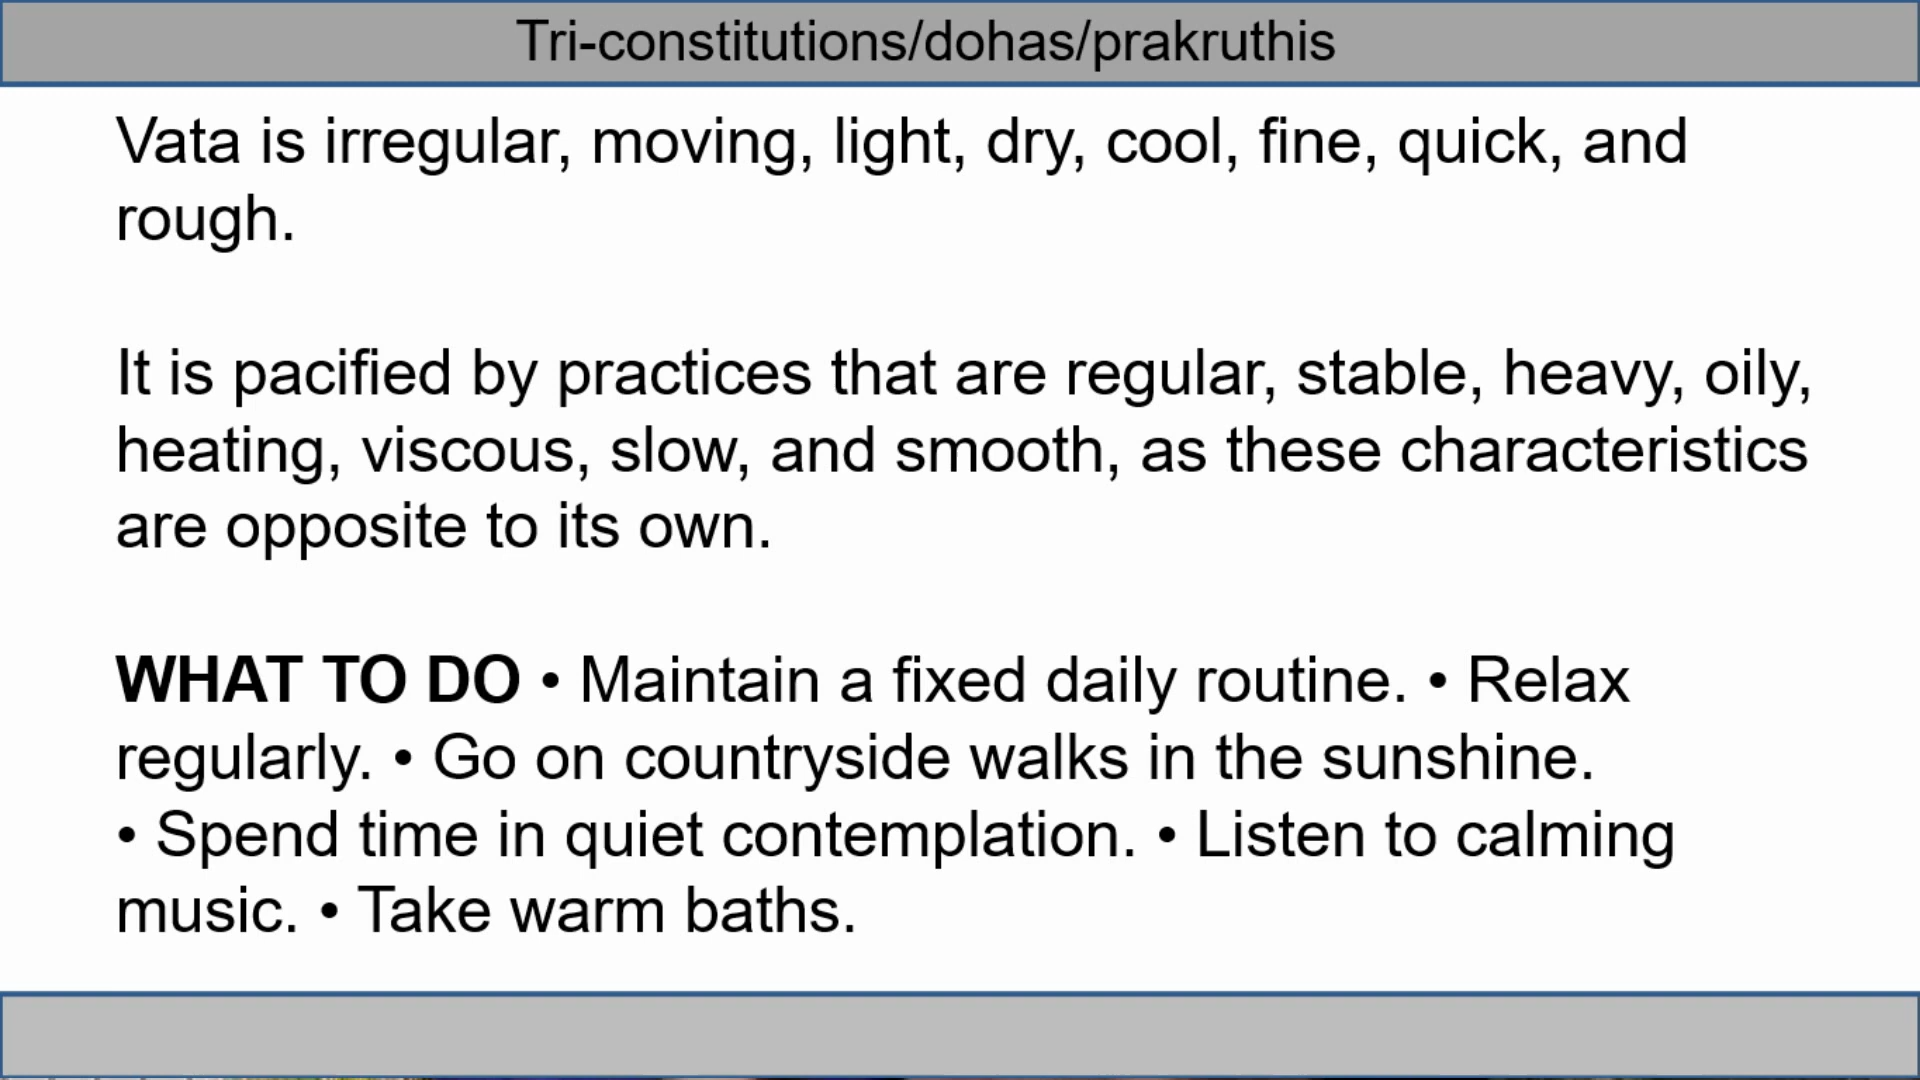 Tri-constitutions/dohas/prakruthis
Vata is irregular, moving, light, dry, cool, fine, quick, and
rough.
It is pacified by practices that are regular, stable, heavy, oily,
heating, viscous, slow, and smooth, as these characteristics
are opposite to its own.
WHAT TO DO • Maintain a fixed daily routine. • Relax
regularly. • Go on countryside walks in the sunshine.
• Spend time in quiet contemplation. • Listen to calming
music. • Take warm baths.